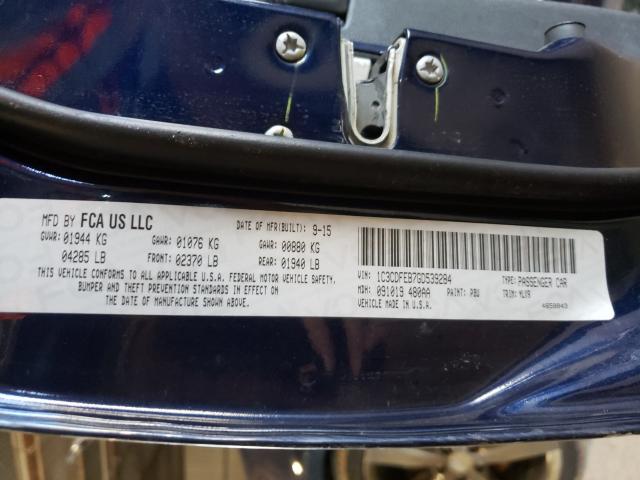 MFD BY FCA US LLC DATE OF MFR(BUILT): 9-15
GVWR: 01944 KG GAWR: 01076 KG GAWR: 00880 KG
04285 LB FRONT: 02370 LB REAR: 01940 LB
THIS VEHICLE CONFORMS TO ALL APPLICABLE U.S.A. FEDERAL MOTOR VEHICLE SAFETY,
BUMPER AND THEFT PREVENTION STANDARDS IN EFFECT ON
THE DATE OF MANUFACTURE SHOWN ABOVE.
VIN: 1C3CDFEB7GD539284 TYPE: PASSENGER CAR
MDH: 091019 480AA PAINT: PBU TRIM: MLX9
VEHICLE MADE IN U.S.A. 4650043